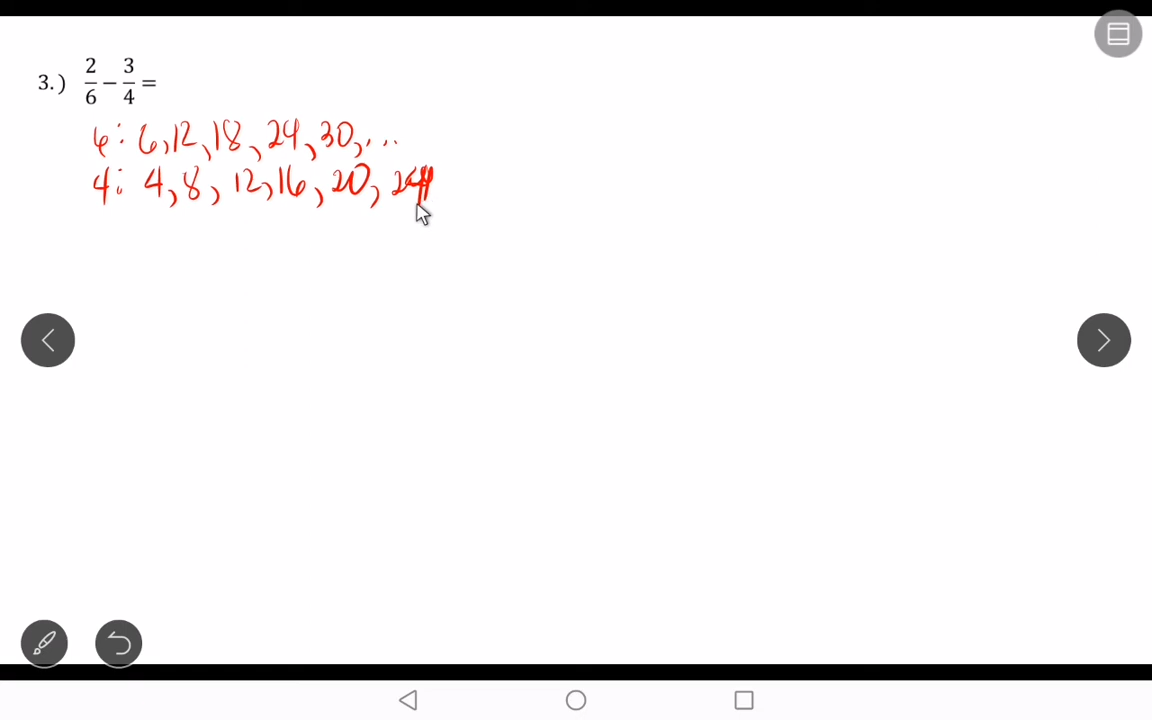 3.) 2/6 − 3/4 =
6: 6, 12, 18, 24, 30, ...
4: 4, 8, 12, 16, 20, 24